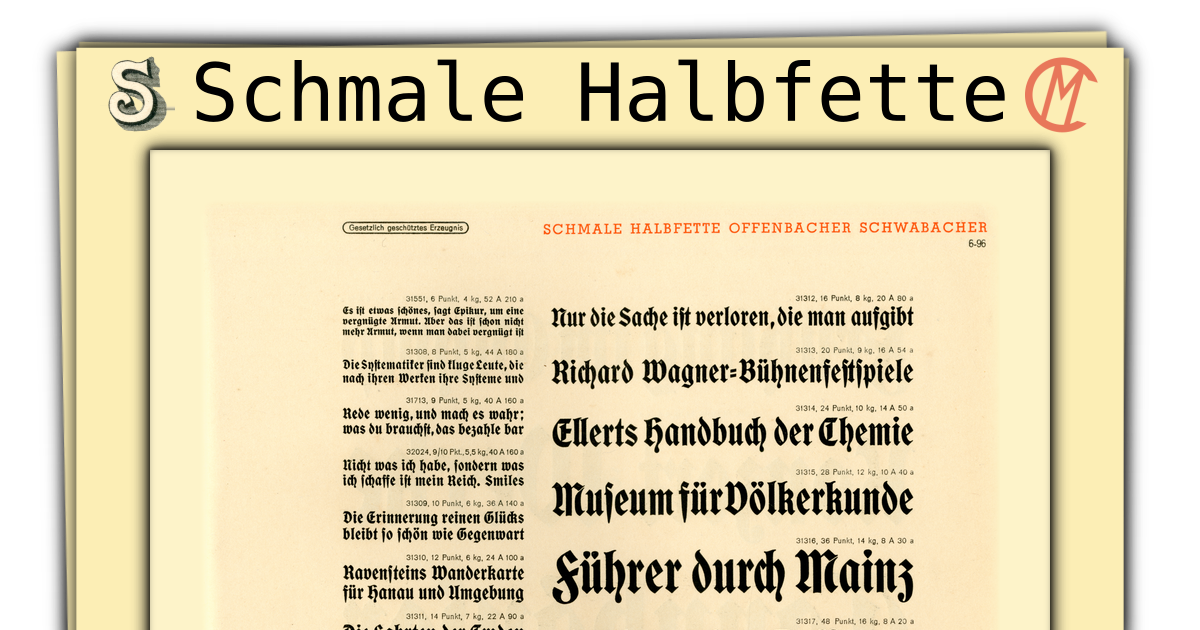 Schmale Halbfette
Gesetzlich geschütztes Erzeugnis
SCHMALE HALBFETTE OFFENBACHER SCHWABACHER
6-96
31551, 6 Punkt, 4 kg, 52 A 210 a
Es iſt etwas ſchönes, ſagt Epikur, um eine
vergnügte Armut. Aber das iſt ſchon nicht
mehr Armut, wenn man dabei vergnügt iſt
31308, 8 Punkt, 5 kg, 44 A 180 a
Die Syſtematiker ſind kluge Leute, die
nach ihren Werken ihre Syſteme und
31713, 9 Punkt, 5 kg, 40 A 160 a
Rede wenig, und mach es wahr;
was du brauchſt, das bezahle bar
32024, 9/10 Pkt., 5,5 kg, 40 A 160 a
Nicht was ich habe, ſondern was
ich ſchaffe iſt mein Reich. Smiles
31309, 10 Punkt, 6 kg, 36 A 140 a
Die Erinnerung reinen Glücks
bleibt ſo ſchön wie Gegenwart
31310, 12 Punkt, 6 kg, 24 A 100 a
Ravenſteins Wanderkarte
für Hanau und Umgebung
31311, 14 Punkt, 7 kg, 22 A 90 a
31312, 16 Punkt, 8 kg, 20 A 80 a
Nur die Sache iſt verloren, die man aufgibt
31313, 20 Punkt, 9 kg, 16 A 54 a
Richard Wagner-Bühnenfeſtſpiele
31314, 24 Punkt, 10 kg, 14 A 50 a
Ellerts Handbuch der Chemie
31315, 28 Punkt, 12 kg, 10 A 40 a
Muſeum für Völkerkunde
31316, 36 Punkt, 14 kg, 8 A 30 a
Führer durch Mainz
31317, 48 Punkt, 16 kg, 8 A 20 a